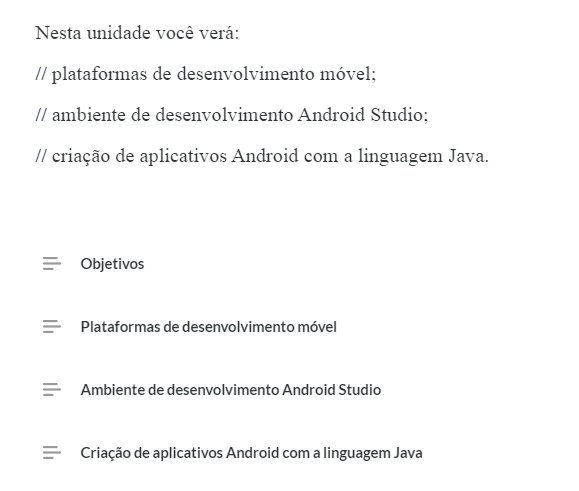 Nesta unidade você verá:
// plataformas de desenvolvimento móvel;
// ambiente de desenvolvimento Android Studio;
// criação de aplicativos Android com a linguagem Java.
Objetivos
Plataformas de desenvolvimento móvel
Ambiente de desenvolvimento Android Studio
Criação de aplicativos Android com a linguagem Java